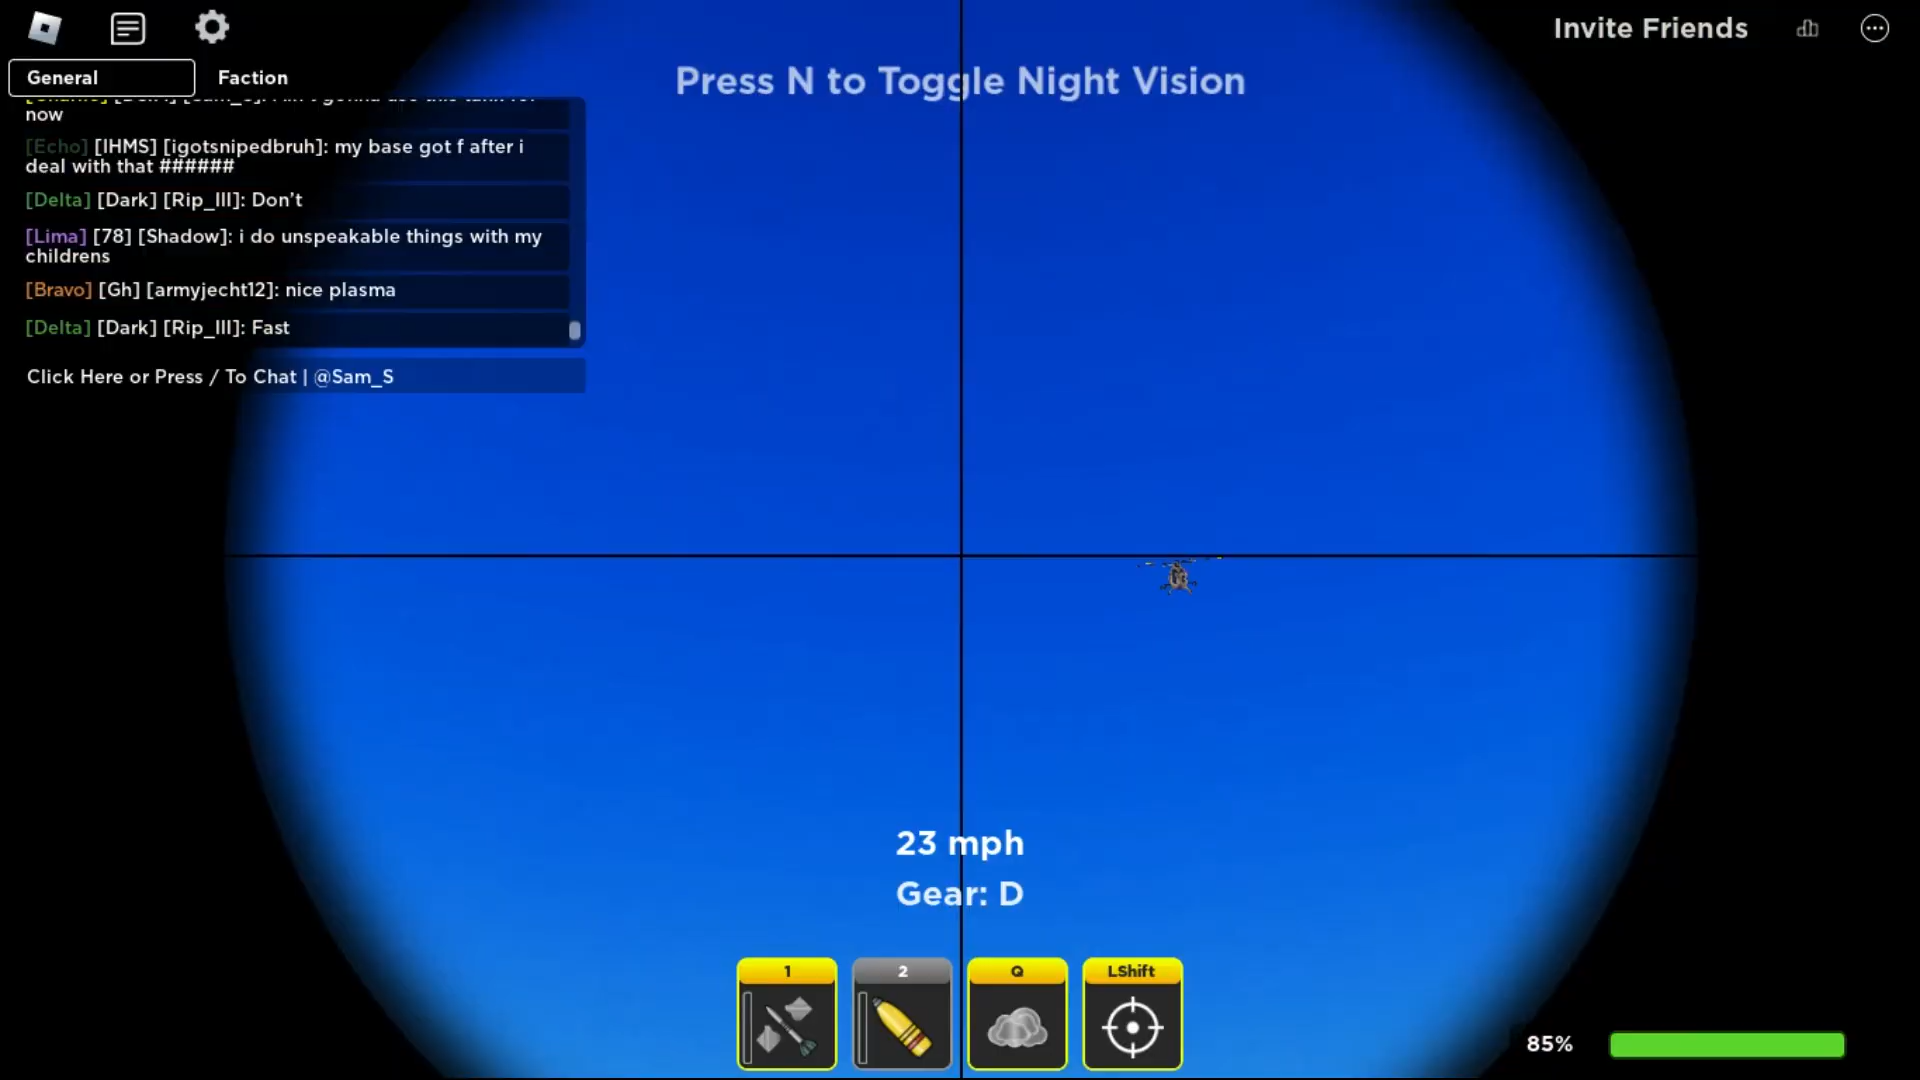 Invite Friends
General
Faction
Press N to Toggle Night Vision
now
[Echo] [IHMS] [igotsnipedbruh]: my base got f after i
deal with that ######
[Delta] [Dark] [Rip_III]: Don't
[Lima] [78] [Shadow]: i do unspeakable things with my
childrens
[Bravo] [Gh] [armyjecht12]: nice plasma
[Delta] [Dark] [Rip_III]: Fast
Click Here or Press / To Chat | @Sam_S
23 mph
Gear: D
1
2
Q
LShift
85%